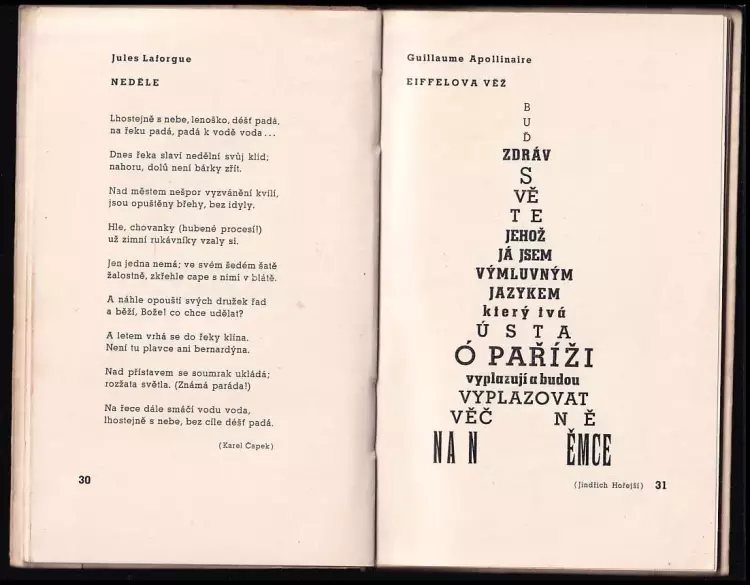 Jules Laforgue
NEDĚLE
Lhostejně s nebe, lenoško, déšť padá,
na řeku padá, padá k vodě voda ...
Dnes řeka slaví nedělní svůj klid;
nahoru, dolů není bárky zřít.
Nad městem nešpor vyzvánění kvílí,
jsou opuštěny břehy, bez idyly.
Hle, chovanky (hubené procesí!)
už zimní rukávníky vzaly si.
Jen jedna nemá; ve svém šedém šatě
žalostně, zkřehle cape s nimi v blátě.
A náhle opouští svých družek řad
a běží, Bože! co chce udělat?
A letem vrhá se do řeky klína.
Není tu plavce ani bernardýna.
Nad přístavem se soumrak ukládá;
rozžata světla. (Známá paráda!)
Na řece dále smáčí vodu voda,
lhostejně s nebe, bez cíle déšť padá.
(Karel Čapek)
30
Guillaume Apollinaire
EIFFELOVA VĚŽ
B
U
Ď
ZDRÁV
S
VĚ
T E
JEHOŽ
JÁ JSEM
VÝMLUVNÝM
JAZYKEM
který tvá
Ú S T A
Ó PAŘÍŽI
vyplazují a budou
VYPLAZOVAT
VĚČ N Ě
NA N ĚMCE
(Jindřich Hořejší) 31